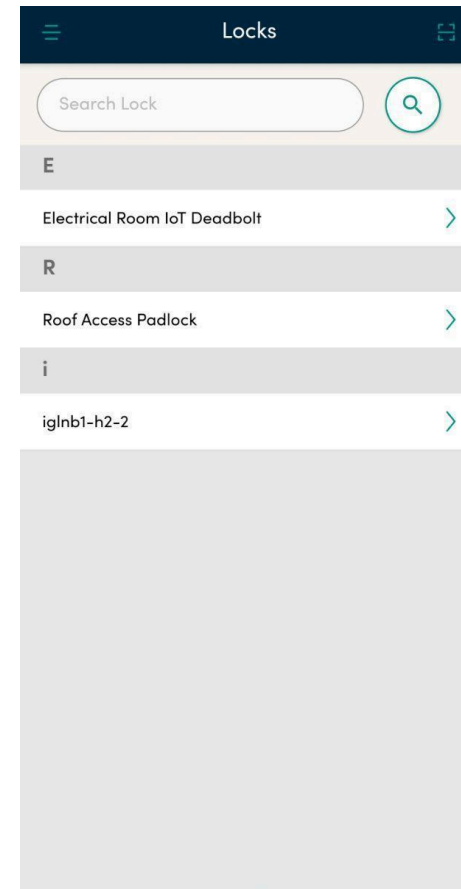 Locks
Search Lock
E
Electrical Room IoT Deadbolt
R
Roof Access Padlock
i
iglnb1-h2-2